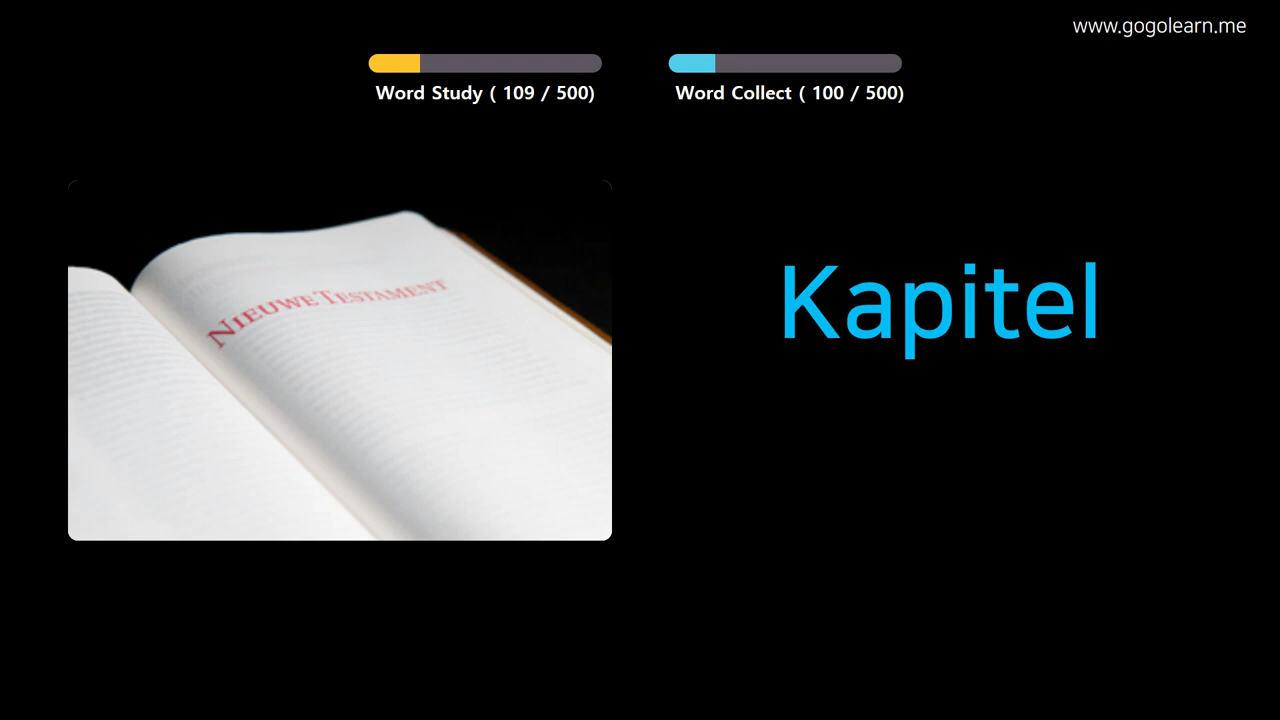 www.gogolearn.me
Word Study ( 109 / 500)
Word Collect ( 100 / 500)
NIEUWE TESTAMENT
Kapitel